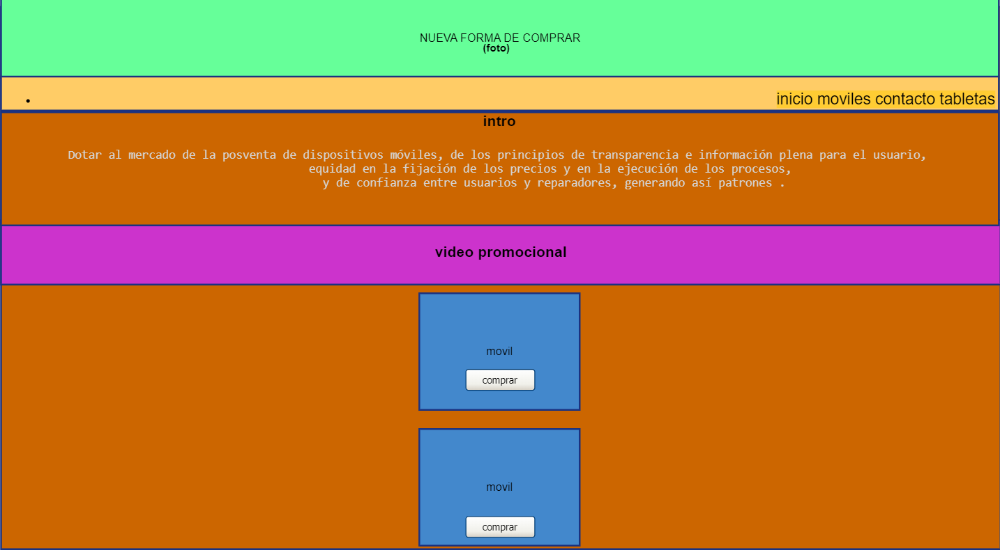 NUEVA FORMA DE COMPRAR
(foto)
• inicio moviles contacto tabletas
intro
Dotar al mercado de la posventa de dispositivos móviles, de los principios de transparencia e información plena para el usuario,
equidad en la fijación de los precios y en la ejecución de los procesos,
y de confianza entre usuarios y reparadores, generando así patrones .
video promocional
movil
comprar
movil
comprar